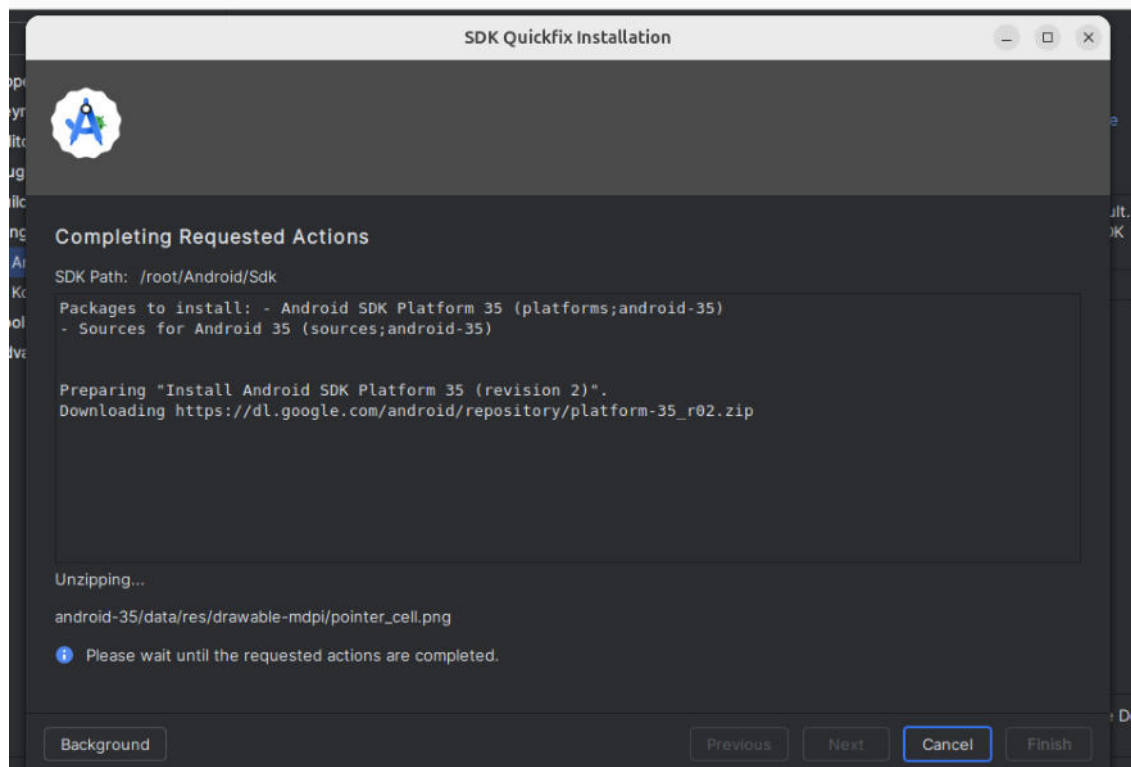 SDK Quickfix Installation
Completing Requested Actions
SDK Path: /root/Android/Sdk
Packages to install: - Android SDK Platform 35 (platforms;android-35)
- Sources for Android 35 (sources;android-35)
Preparing "Install Android SDK Platform 35 (revision 2)".
Downloading https://dl.google.com/android/repository/platform-35_r02.zip
Unzipping...
android-35/data/res/drawable-mdpi/pointer_cell.png
Please wait until the requested actions are completed.
Background
Previous
Next
Cancel
Finish